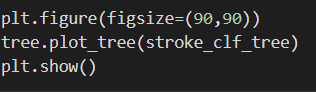 plt.figure(figsize=(90,90))
tree.plot_tree(stroke_clf_tree)
plt.show()